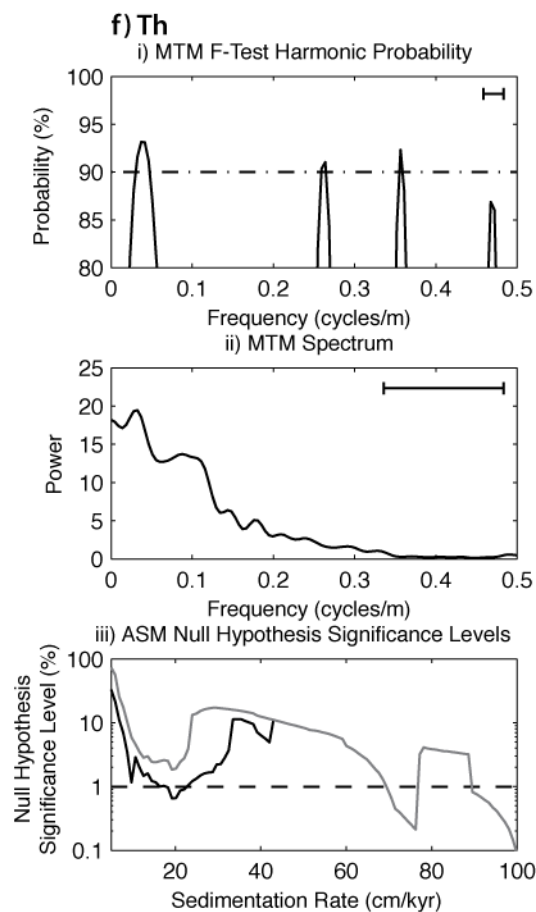 f) Th
i) MTM F-Test Harmonic Probability
100
95
90
85
80
Probability (%)
0
0.1
0.2
0.3
0.4
0.5
Frequency (cycles/m)
ii) MTM Spectrum
25
20
15
10
5
0
Power
0
0.1
0.2
0.3
0.4
0.5
Frequency (cycles/m)
iii) ASM Null Hypothesis Significance Levels
100
10
1
0.1
Null Hypothesis
Significance Level (%)
20
40
60
80
100
Sedimentation Rate (cm/kyr)